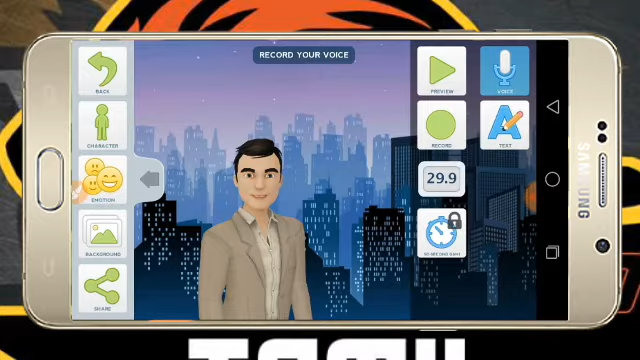 RECORD YOUR VOICE
BACK
CHARACTER
EMOTION
BACKGROUND
SHARE
PREVIEW
VOICE
RECORD
TEXT
29.9
SAMSUNG